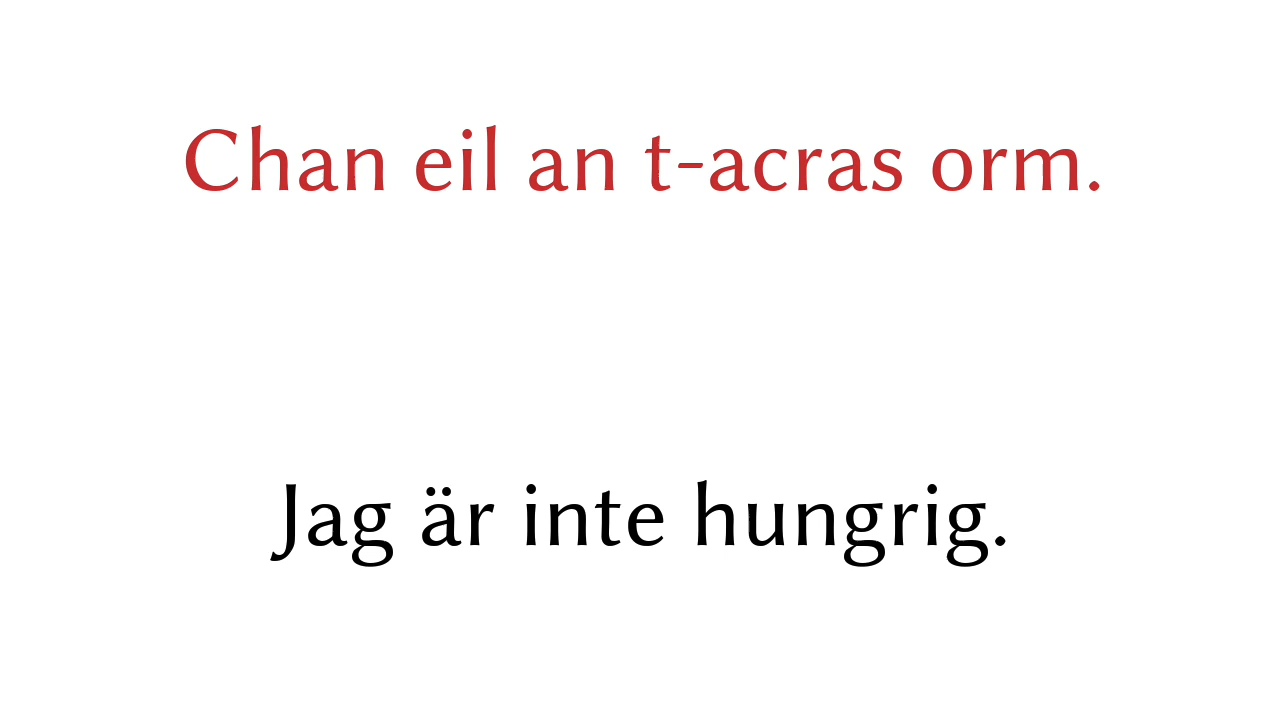 Chan eil an t-acras orm.
Jag är inte hungrig.